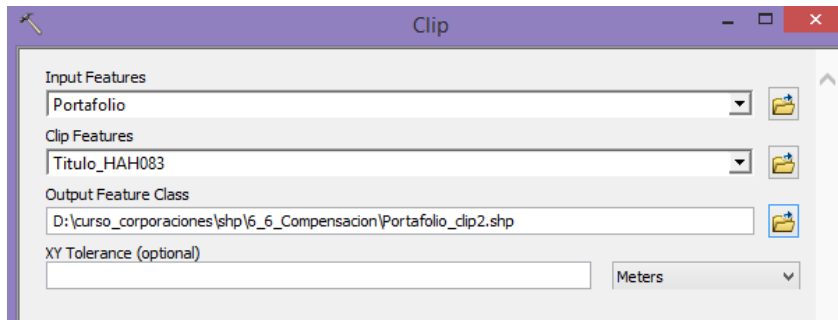 Clip
Input Features
Portafolio
Clip Features
Titulo_HAH083
Output Feature Class
D:\curso_corporaciones\shp\6_6_Compensacion\Portafolio_clip2.shp
XY Tolerance (optional)
Meters